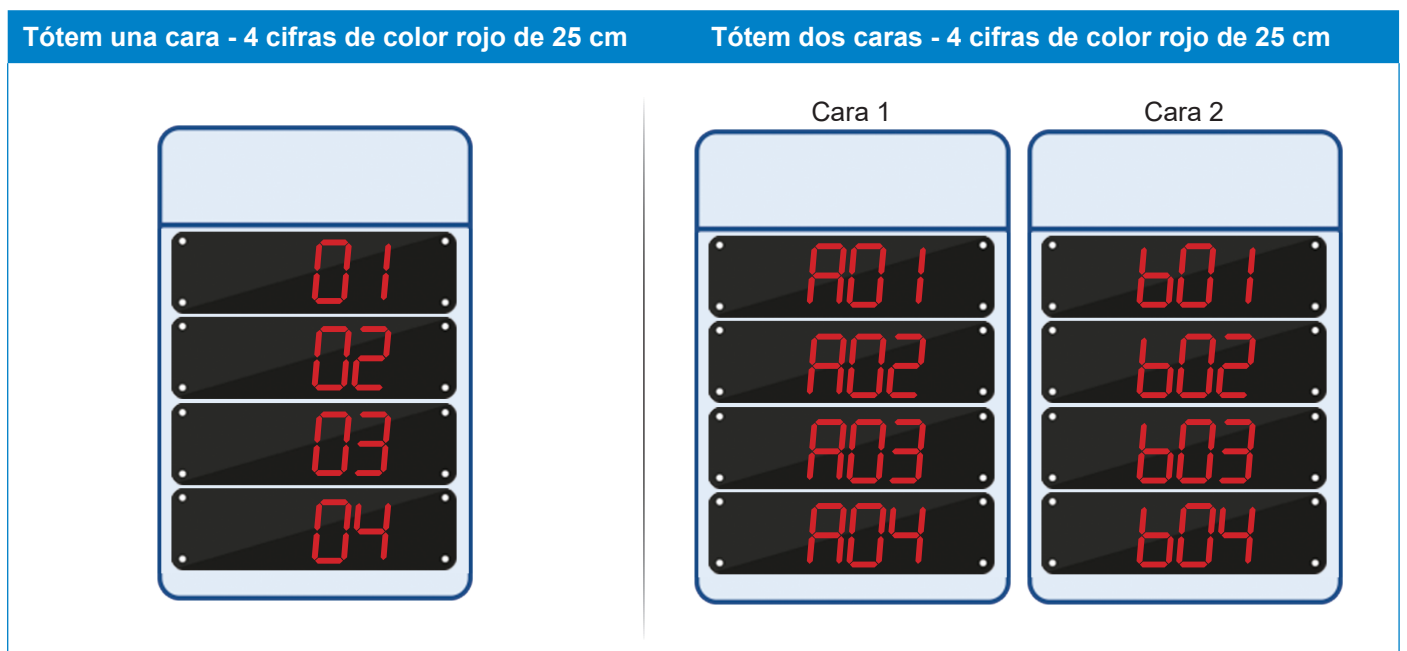 Tótem una cara - 4 cifras de color rojo de 25 cm
01
02
03
04
Tótem dos caras - 4 cifras de color rojo de 25 cm
Cara 1
A01
A02
A03
A04
Cara 2
b01
b02
b03
b04